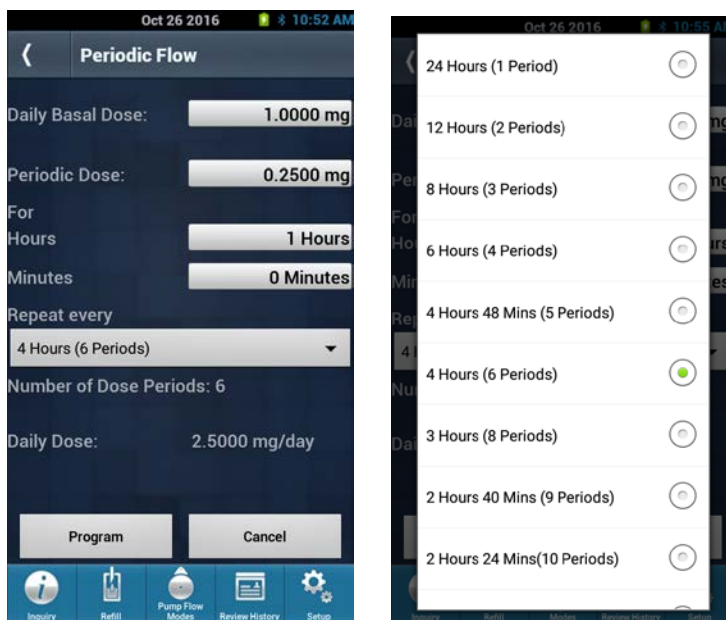 Oct 26 2016 10:52 AM
Periodic Flow
Daily Basal Dose: 1.0000 mg
Periodic Dose: 0.2500 mg
For
Hours 1 Hours
Minutes 0 Minutes
Repeat every
4 Hours (6 Periods)
Number of Dose Periods: 6
Daily Dose: 2.5000 mg/day
Program Cancel
Inquiry Refill Pump Flow Modes Review History Setup
Oct 26 2016 10:55 A
24 Hours (1 Period)
12 Hours (2 Periods)
8 Hours (3 Periods)
6 Hours (4 Periods)
4 Hours 48 Mins (5 Periods)
4 Hours (6 Periods)
3 Hours (8 Periods)
2 Hours 40 Mins (9 Periods)
2 Hours 24 Mins(10 Periods)
Inquiry Refill Modes Review History Setup